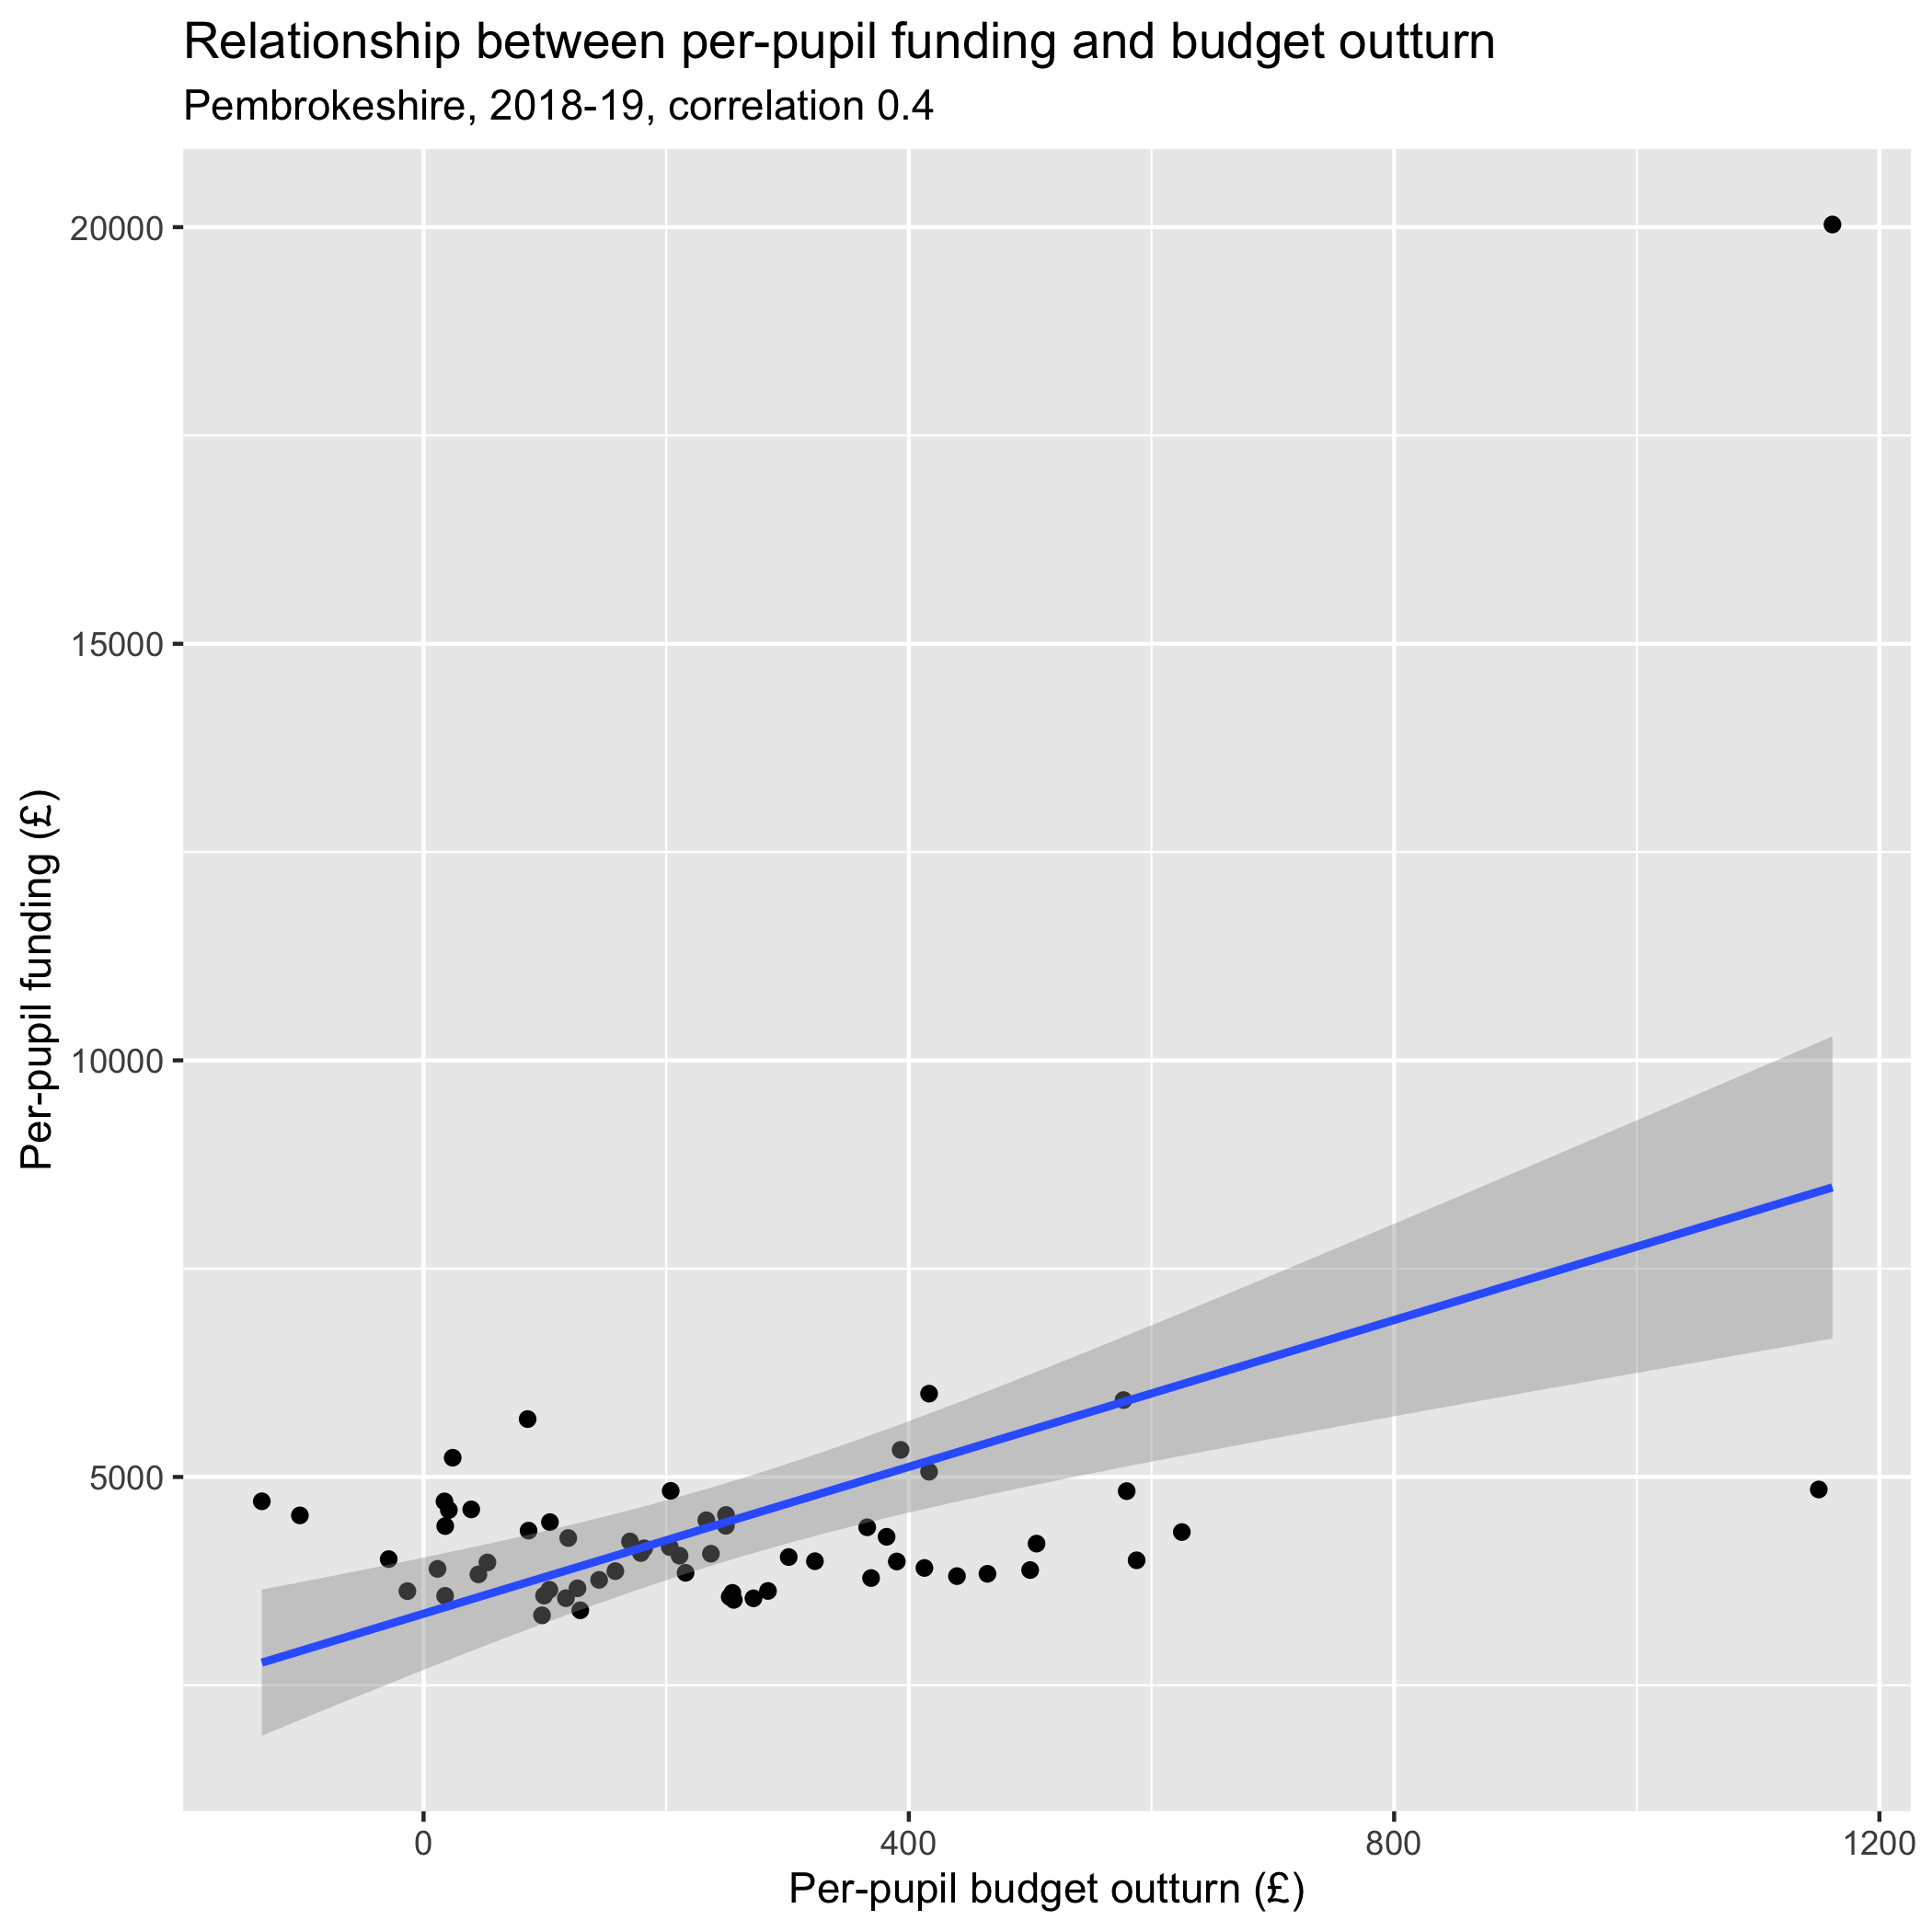 Relationship between per-pupil funding and budget outturn
Pembrokeshire, 2018-19, correlation 0.4
20000
15000
10000
5000
Per-pupil funding (£)
0
400
800
1200
Per-pupil budget outturn (£)